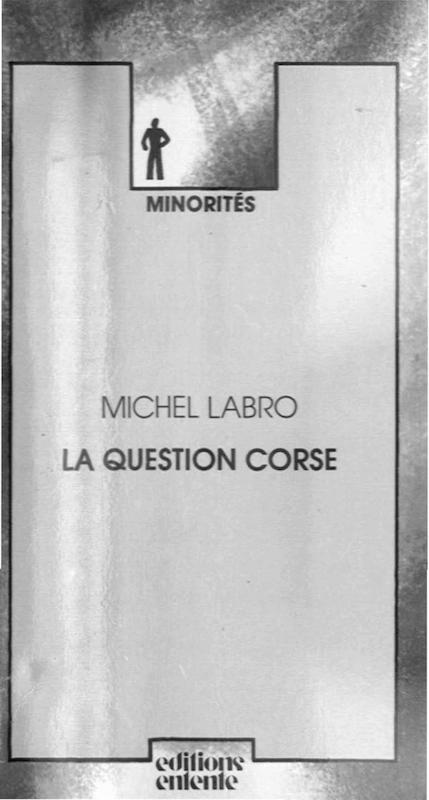 MINORITÉS
MICHEL LABRO
LA QUESTION CORSE
editions
entente